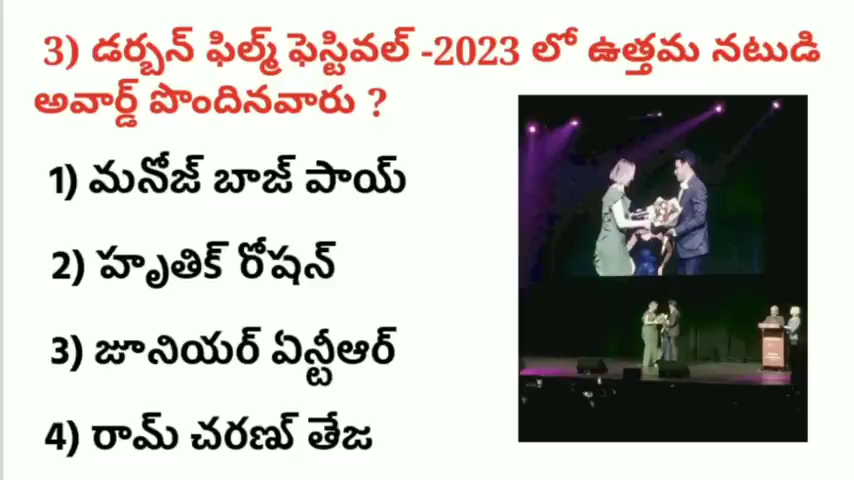 3) డర్బన్ ఫిల్మ్ ఫెస్టివల్ -2023 లో ఉత్తమ నటుడి
అవార్డ్ పొందినవారు ?
1) మనోజ్ బాజ్ పాయ్
2) హృతిక్ రోషన్
3) జూనియర్ ఏన్టీఆర్
4) రామ్ చరణ్ తేజ